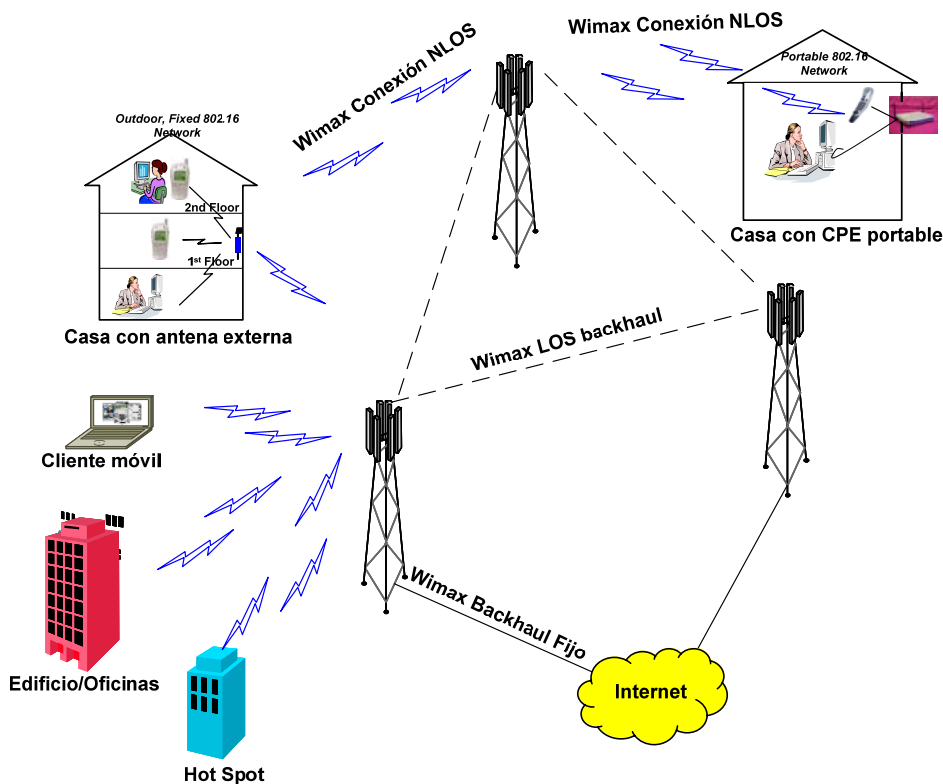 Wimax Conexión NLOS
Wimax Conexión NLOS
Portable 802.16
Network
Outdoor, Fixed 802.16
Network
2nd Floor
1st Floor
Casa con antena externa
Casa con CPE portable
Wimax LOS backhaul
Cliente móvil
Wimax Backhaul Fijo
Edificio/Oficinas
Internet
Hot Spot